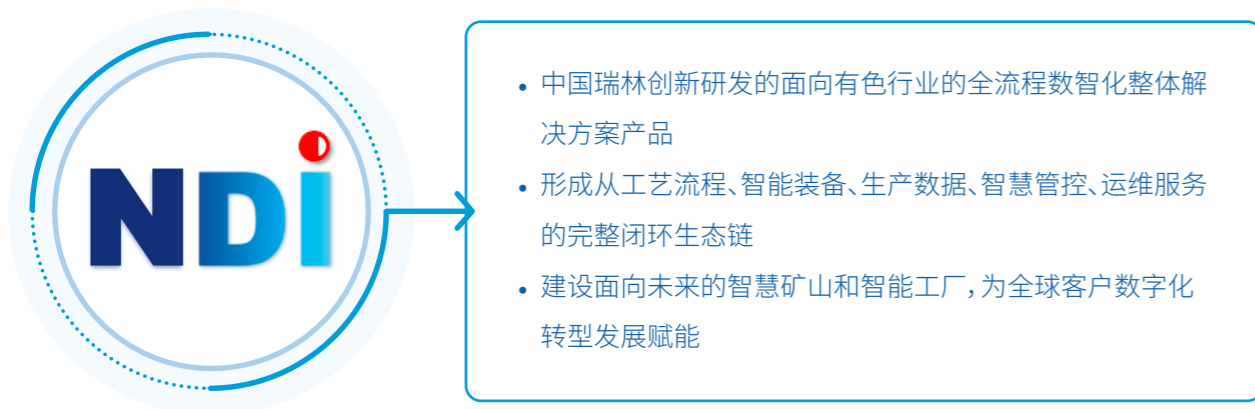 NDi
• 中国瑞林创新研发的面向有色行业的全流程数智化整体解
决方案产品
• 形成从工艺流程、智能装备、生产数据、智慧管控、运维服务
的完整闭环生态链
• 建设面向未来的智慧矿山和智能工厂,为全球客户数字化
转型发展赋能